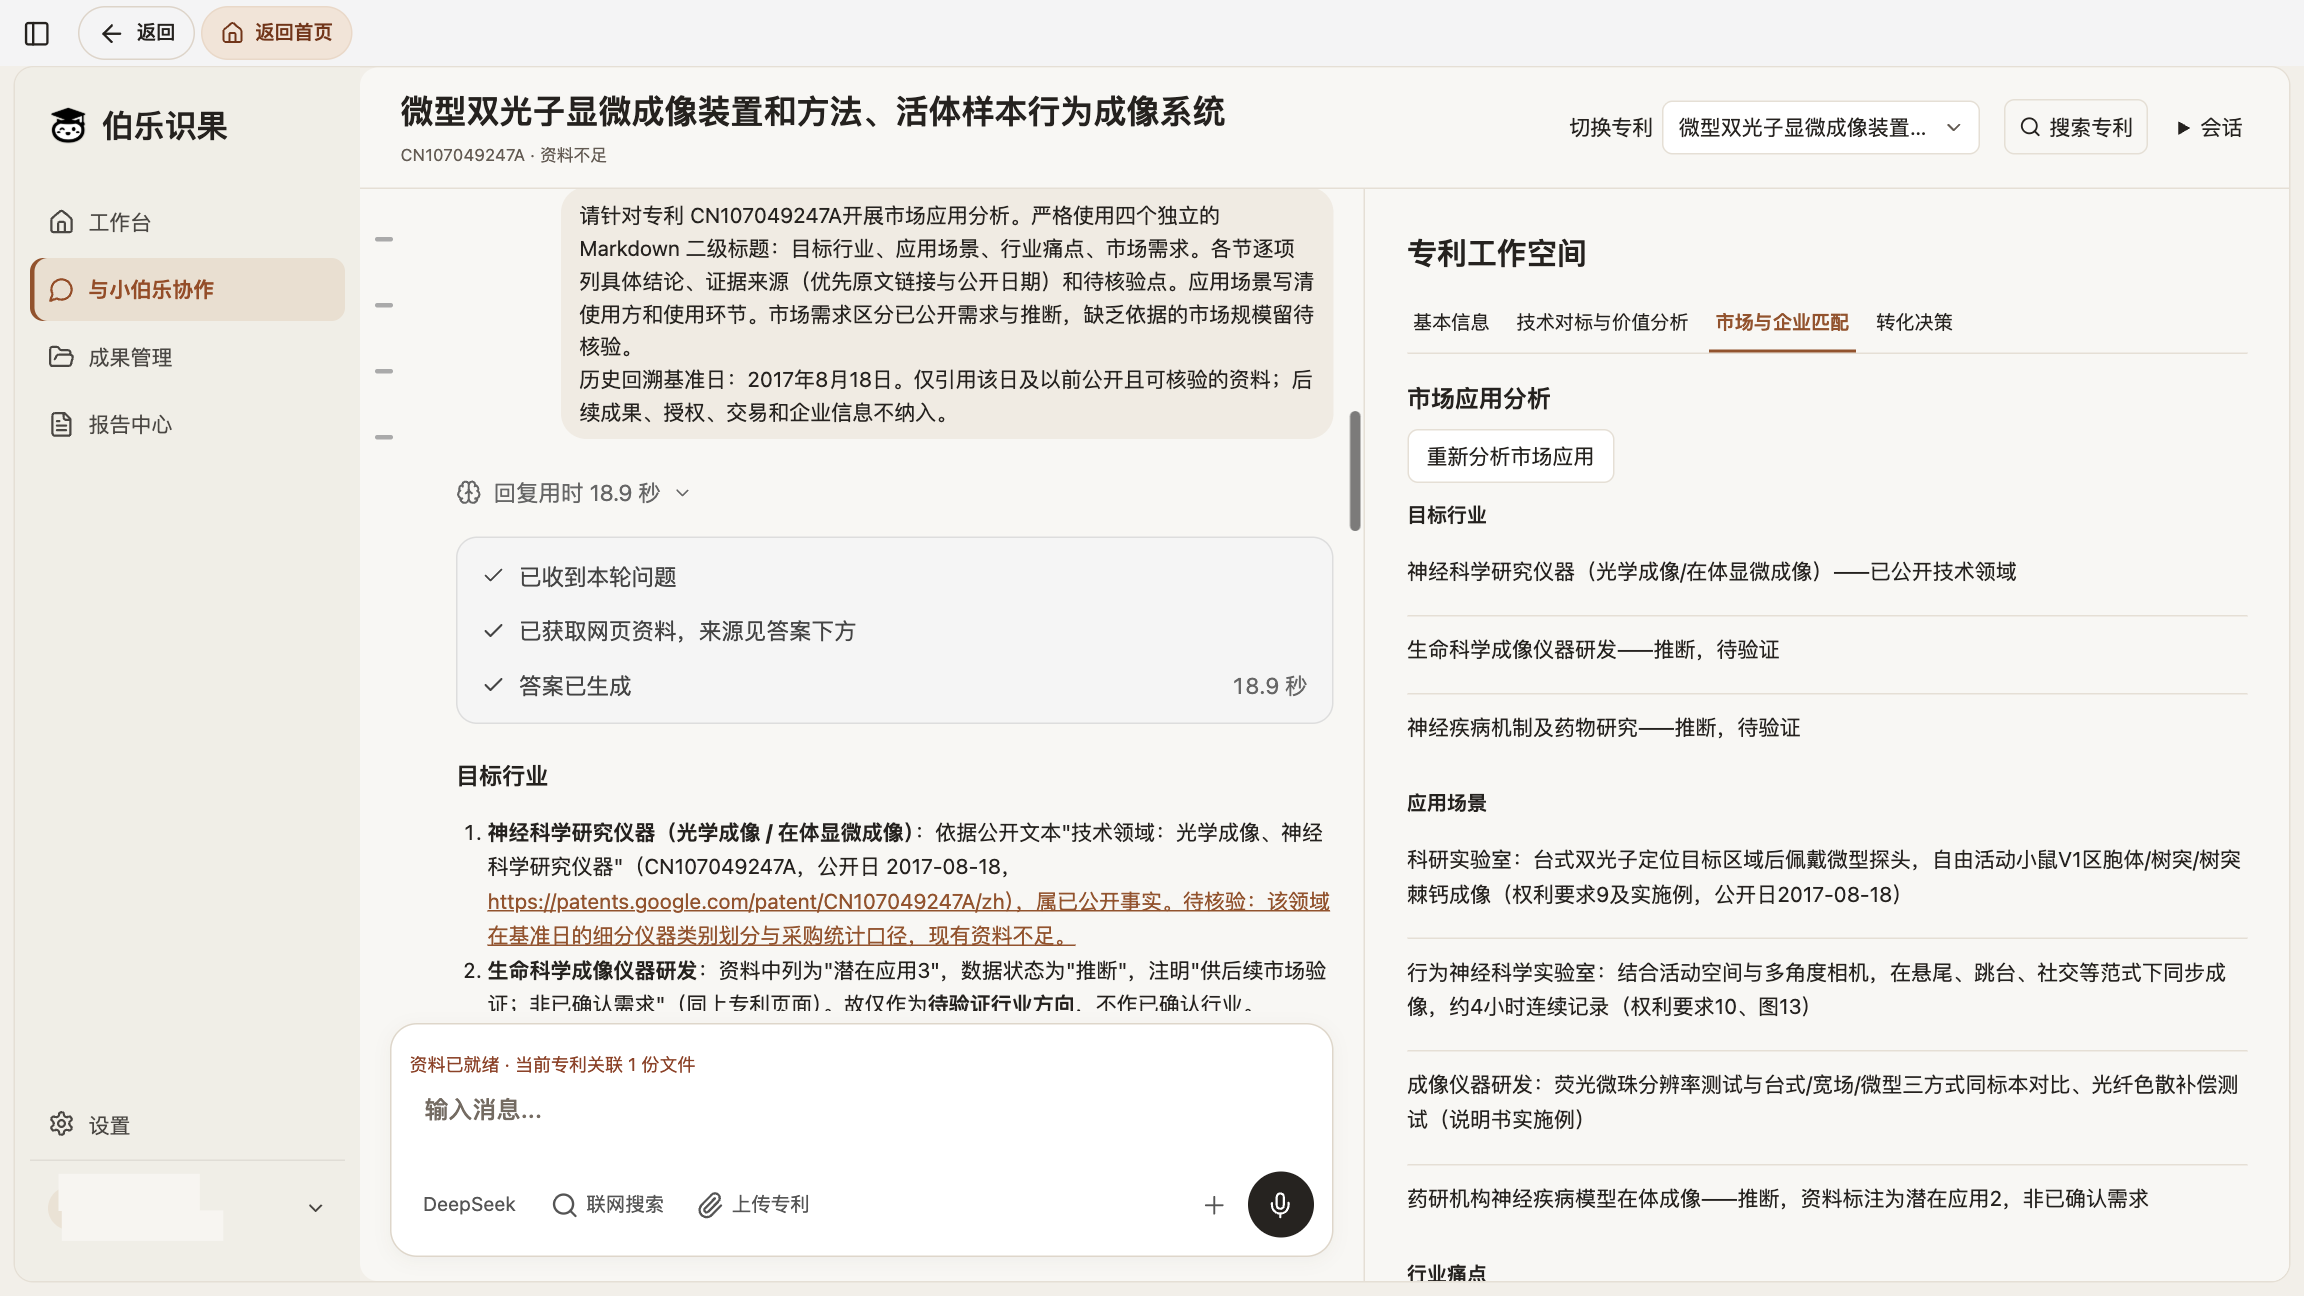 返回
返回首页
伯乐识果
工作台
与小伯乐协作
成果管理
报告中心
设置
微型双光子显微成像装置和方法、活体样本行为成像系统
CN107049247A · 资料不足
切换专利
微型双光子显微成像装置...
搜索专利
会话
请针对专利 CN107049247A开展市场应用分析。严格使用四个独立的
Markdown 二级标题：目标行业、应用场景、行业痛点、市场需求。各节逐项
列具体结论、证据来源（优先原文链接与公开日期）和待核验点。应用场景写清
使用方和使用环节。市场需求区分已公开需求与推断，缺乏依据的市场规模留待
核验。
历史回溯基准日：2017年8月18日。仅引用该日及以前公开且可核验的资料；后
续成果、授权、交易和企业信息不纳入。
回复用时 18.9 秒
已收到本轮问题
已获取网页资料，来源见答案下方
答案已生成
18.9 秒
目标行业
1. 神经科学研究仪器（光学成像 / 在体显微成像）：依据公开文本"技术领域：光学成像、神经
科学研究仪器"（CN107049247A，公开日 2017-08-18，
https://patents.google.com/patent/CN107049247A/zh），属已公开事实。待核验：该领域
在基准日的细分仪器类别划分与采购统计口径，现有资料不足。
2. 生命科学成像仪器研发：资料中列为"潜在应用3"，数据状态为"推断"，注明"供后续市场验
证；非已确认需求"（同上专利页面）。故仅作为待验证行业方向，不作已确认行业。
资料已就绪 · 当前专利关联 1 份文件
输入消息...
DeepSeek
联网搜索
上传专利
专利工作空间
基本信息
技术对标与价值分析
市场与企业匹配
转化决策
市场应用分析
重新分析市场应用
目标行业
神经科学研究仪器（光学成像/在体显微成像）——已公开技术领域
生命科学成像仪器研发——推断，待验证
神经疾病机制及药物研究——推断，待验证
应用场景
科研实验室：台式双光子定位目标区域后佩戴微型探头，自由活动小鼠V1区胞体/树突/树突
棘钙成像（权利要求9及实施例，公开日2017-08-18）
行为神经科学实验室：结合活动空间与多角度相机，在悬尾、跳台、社交等范式下同步成
像，约4小时连续记录（权利要求10、图13）
成像仪器研发：荧光微珠分辨率测试与台式/宽场/微型三方式同标本对比、光纤色散补偿测
试（说明书实施例）
药研机构神经疾病模型在体成像——推断，资料标注为潜在应用2，非已确认需求
行业痛点